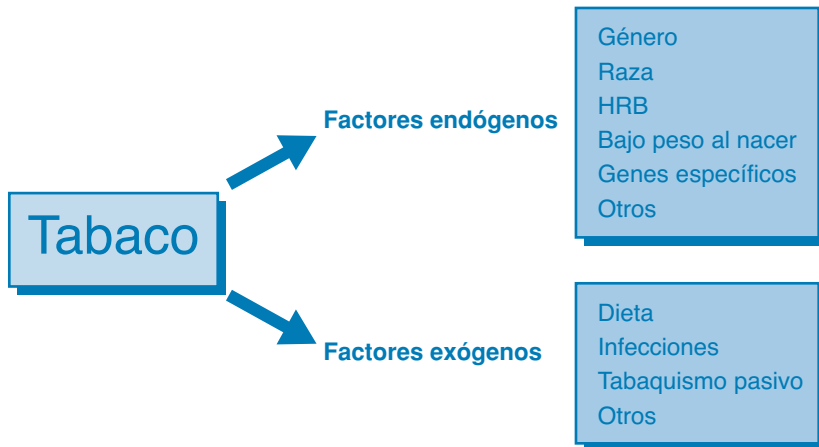 Tabaco
Factores endógenos
Género
Raza
HRB
Bajo peso al nacer
Genes específicos
Otros
Factores exógenos
Dieta
Infecciones
Tabaquismo pasivo
Otros